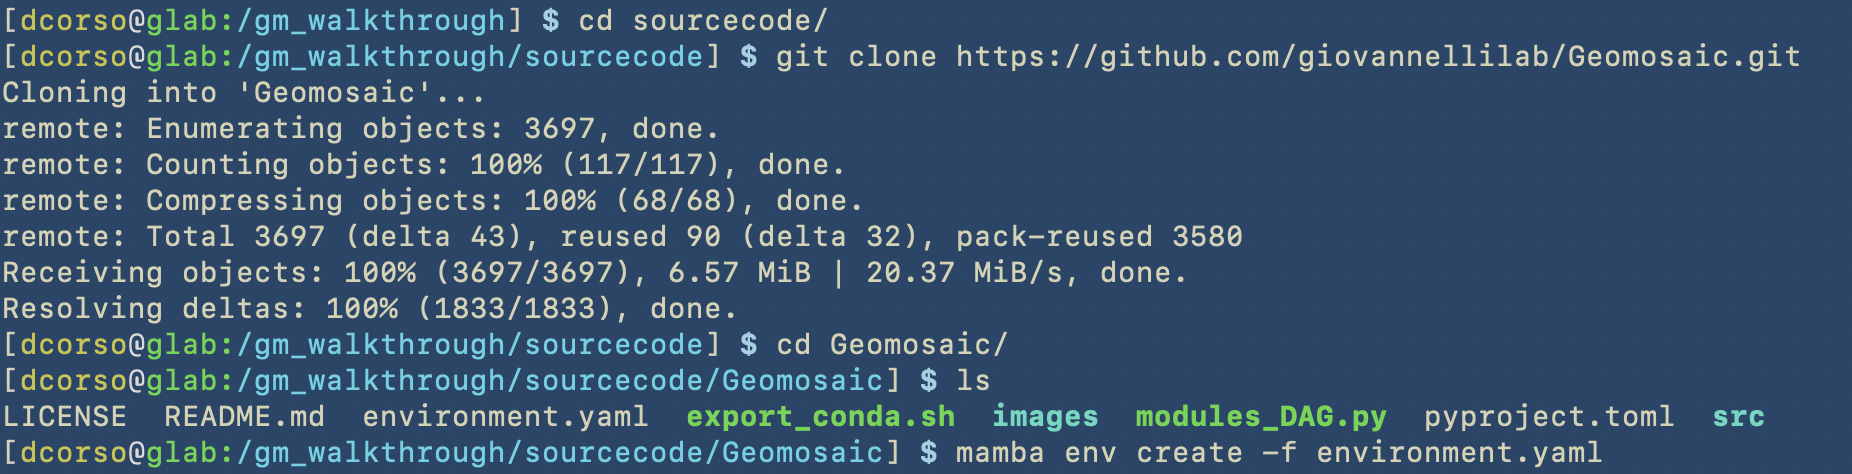 [dcorso@glab:/gm_walkthrough] $ cd sourcecode/
[dcorso@glab:/gm_walkthrough/sourcecode] $ git clone https://github.com/giovannellilab/Geomosaic.git
Cloning into 'Geomosaic'...
remote: Enumerating objects: 3697, done.
remote: Counting objects: 100% (117/117), done.
remote: Compressing objects: 100% (68/68), done.
remote: Total 3697 (delta 43), reused 90 (delta 32), pack-reused 3580
Receiving objects: 100% (3697/3697), 6.57 MiB | 20.37 MiB/s, done.
Resolving deltas: 100% (1833/1833), done.
[dcorso@glab:/gm_walkthrough/sourcecode] $ cd Geomosaic/
[dcorso@glab:/gm_walkthrough/sourcecode/Geomosaic] $ ls
LICENSE  README.md  environment.yaml  export_conda.sh  images  modules_DAG.py  pyproject.toml  src
[dcorso@glab:/gm_walkthrough/sourcecode/Geomosaic] $ mamba env create -f environment.yaml